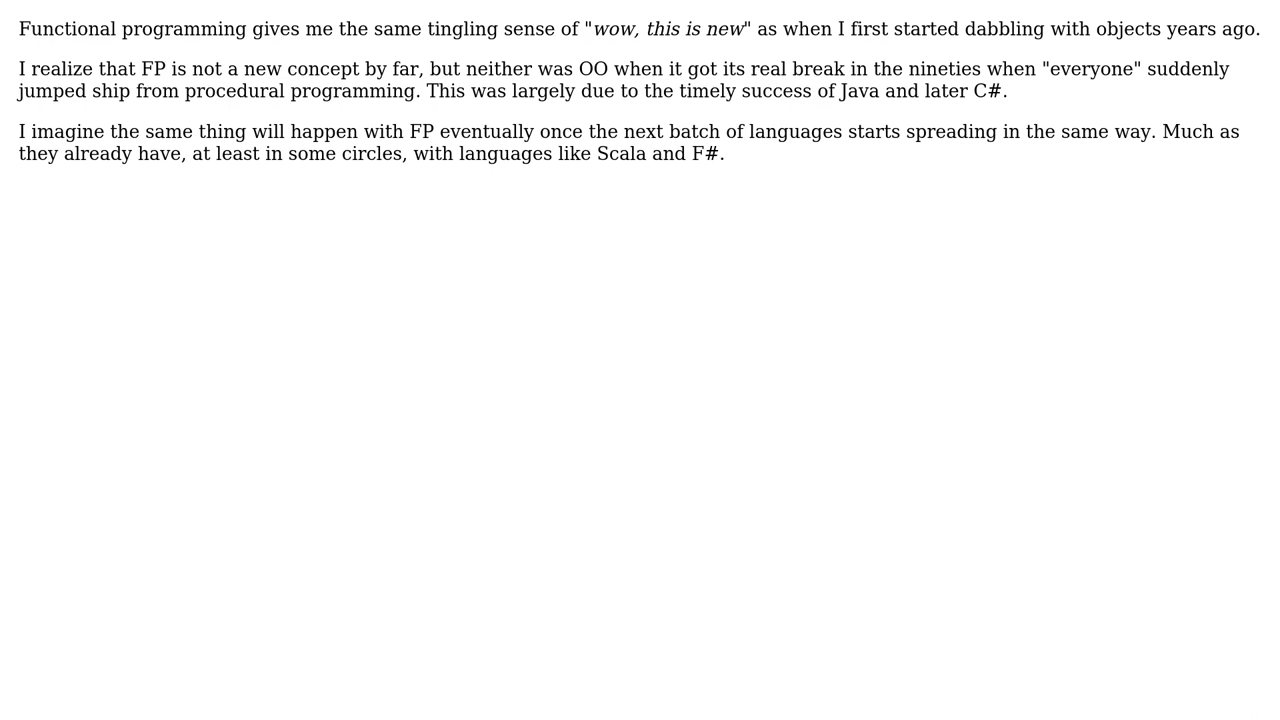 Functional programming gives me the same tingling sense of "wow, this is new" as when I first started dabbling with objects years ago.
I realize that FP is not a new concept by far, but neither was OO when it got its real break in the nineties when "everyone" suddenly
jumped ship from procedural programming. This was largely due to the timely success of Java and later C#.
I imagine the same thing will happen with FP eventually once the next batch of languages starts spreading in the same way. Much as
they already have, at least in some circles, with languages like Scala and F#.